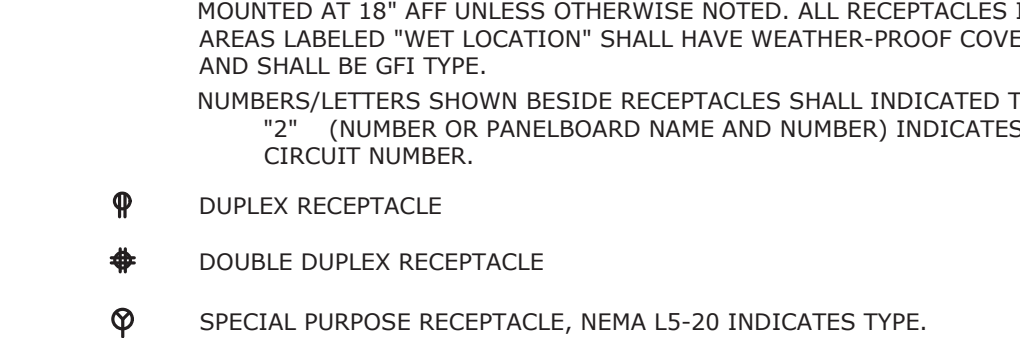 MOUNTED AT 18" AFF UNLESS OTHERWISE NOTED. ALL RECEPTACLES
AREAS LABELED "WET LOCATION" SHALL HAVE WEATHER-PROOF
AND SHALL BE GFI TYPE.
NUMBERS/LETTERS SHOWN BESIDE RECEPTACLES SHALL INDICATED
"2" (NUMBER OR PANELBOARD NAME AND NUMBER) INDICATES
CIRCUIT NUMBER.
DUPLEX RECEPTACLE
DOUBLE DUPLEX RECEPTACLE
SPECIAL PURPOSE RECEPTACLE, NEMA L5-20 INDICATES TYPE.